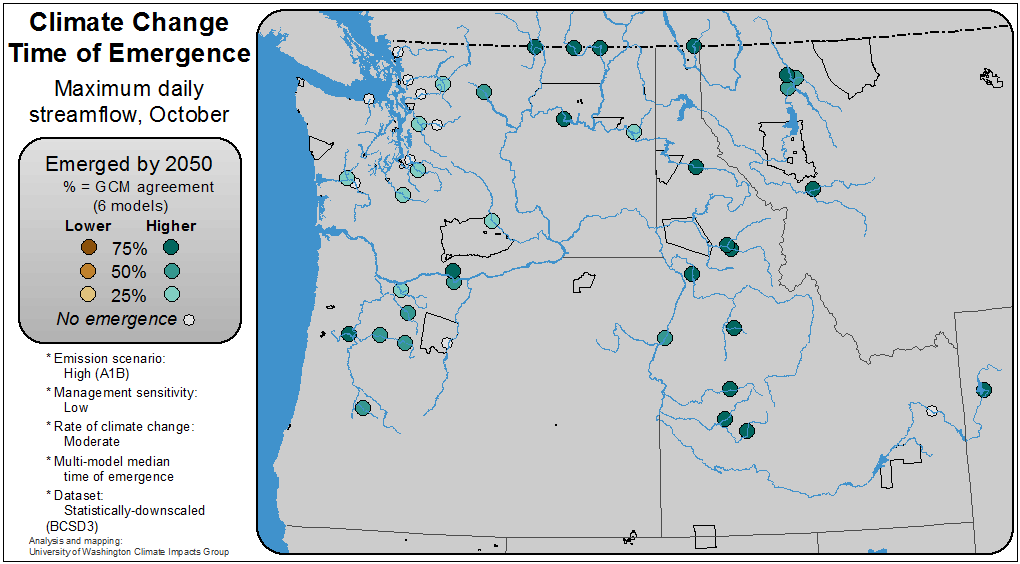 Climate Change
Time of Emergence
Maximum daily
streamflow, October
Emerged by 2050
% = GCM agreement
(6 models)
Lower Higher
75%
50%
25%
No emergence
* Emission scenario:
High (A1B)
* Management sensitivity:
Low
* Rate of climate change:
Moderate
* Multi-model median
time of emergence
* Dataset:
Statistically-downscaled
(BCSD3)
Analysis and mapping:
University of Washington Climate Impacts Group